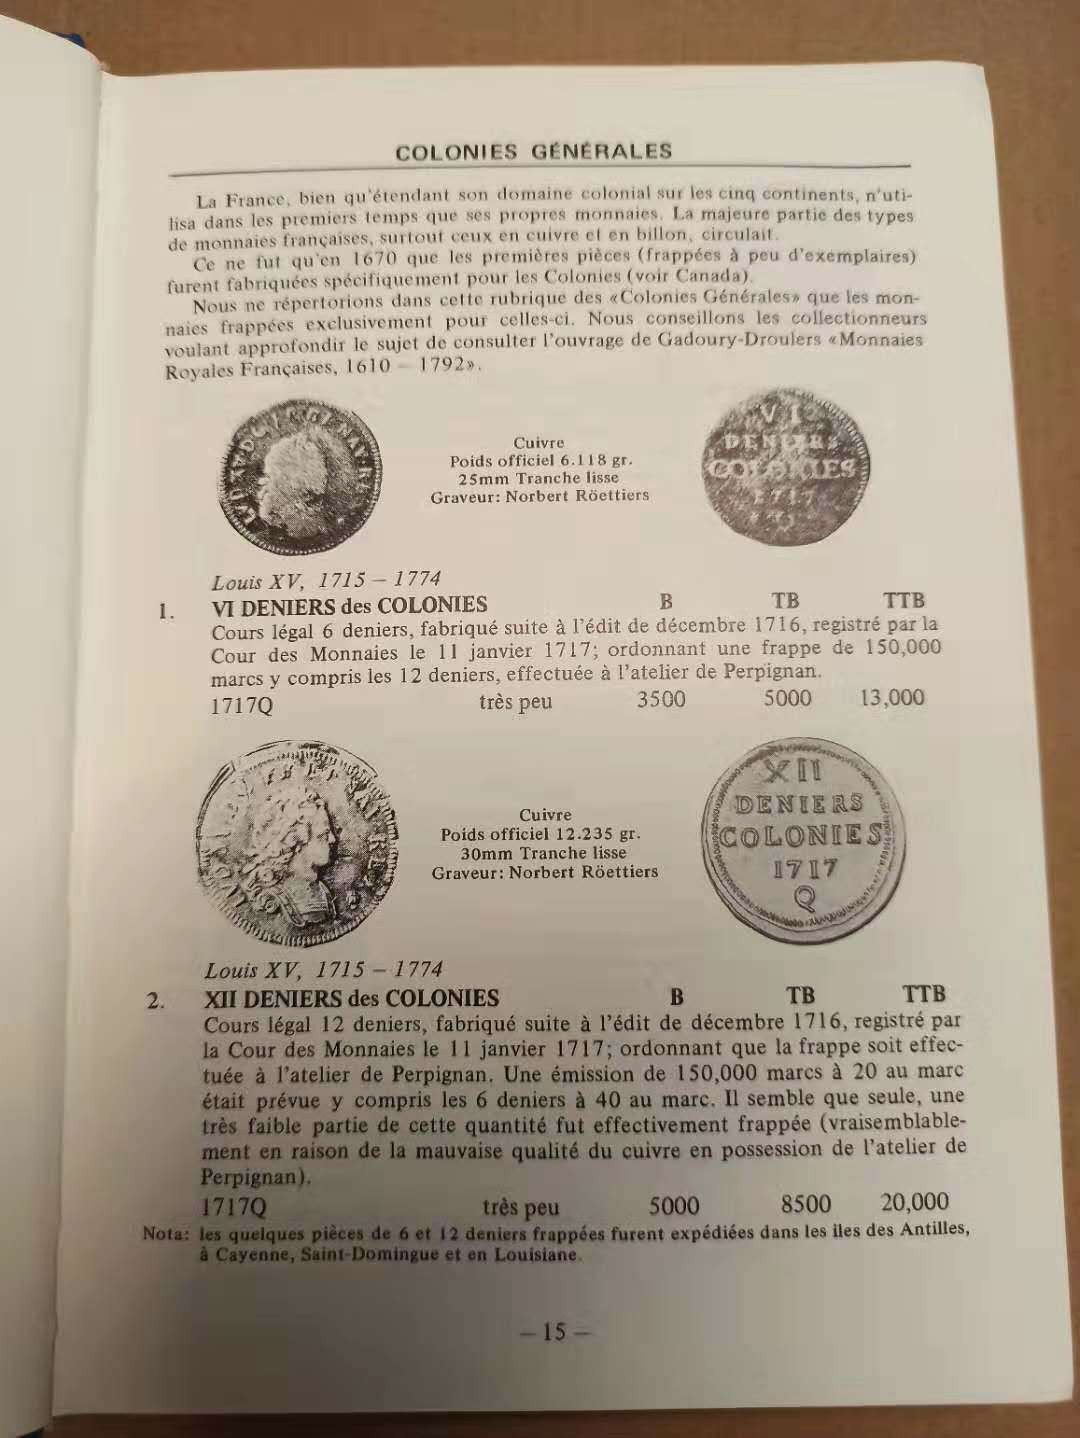 COLONIES GÉNÉRALES
La France, bien qu'étendant son domaine colonial sur les cinq continents, n'uti-
lisa dans les premiers temps que ses propres monnaies. La majeure partie des types
de monnaies françaises, surtout ceux en cuivre et en billon, circulait.
Ce ne fut qu'en 1670 que les premières pièces (frappées à peu d'exemplaires)
furent fabriquées spécifiquement pour les Colonies (voir Canada).
Nous ne répertorions dans cette rubrique des «Colonies Générales» que les mon-
naies frappées exclusivement pour celles-ci. Nous conseillons les collectionneurs
voulant approfondir le sujet de consulter l'ouvrage de Gadoury-Droulers «Monnaies
Royales Françaises, 1610 – 1792».
Cuivre
Poids officiel 6.118 gr.
25mm Tranche lisse
Graveur: Norbert Röettiers
VI
DENIERS
COLONIES
1717
Q
Louis XV, 1715 – 1774
1. VI DENIERS des COLONIES B TB TTB
Cours légal 6 deniers, fabriqué suite à l'édit de décembre 1716, registré par la
Cour des Monnaies le 11 janvier 1717; ordonnant une frappe de 150,000
marcs y compris les 12 deniers, effectuée à l'atelier de Perpignan.
1717Q très peu 3500 5000 13,000
Cuivre
Poids officiel 12.235 gr.
30mm Tranche lisse
Graveur: Norbert Röettiers
XII
DENIERS
COLONIES
1717
Q
Louis XV, 1715 – 1774
2. XII DENIERS des COLONIES B TB TTB
Cours légal 12 deniers, fabriqué suite à l'édit de décembre 1716, registré par
la Cour des Monnaies le 11 janvier 1717; ordonnant que la frappe soit effec-
tuée à l'atelier de Perpignan. Une émission de 150,000 marcs à 20 au marc
était prévue y compris les 6 deniers à 40 au marc. Il semble que seule, une
très faible partie de cette quantité fut effectivement frappée (vraisemblable-
ment en raison de la mauvaise qualité du cuivre en possession de l'atelier de
Perpignan).
1717Q très peu 5000 8500 20,000
Nota: les quelques pièces de 6 et 12 deniers frappées furent expédiées dans les iles des Antilles,
à Cayenne, Saint-Domingue et en Louisiane.
– 15 –